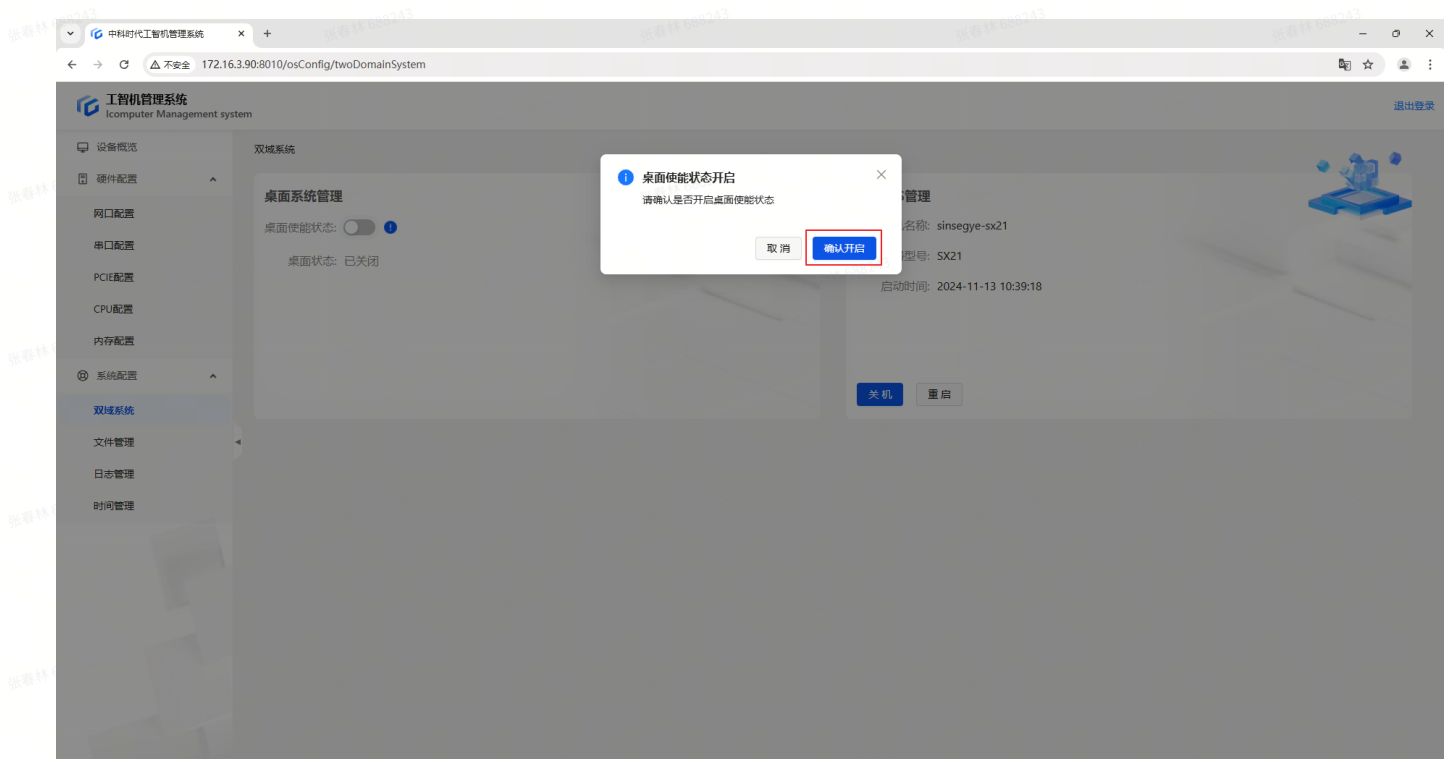 中科时代工智机管理系统
不安全 172.16.3.90:8010/osConfig/twoDomainSystem
工智机管理系统
Icomputer Management system
退出登录
设备概览
硬件配置
网口配置
串口配置
PCIE配置
CPU配置
内存配置
系统配置
双域系统
文件管理
日志管理
时间管理
双域系统
桌面系统管理
桌面使能状态:
桌面状态: 已关闭
桌面使能状态开启
请确认是否开启桌面使能状态
取 消
确认开启
管理
名称: sinsegye-sx21
型号: SX21
启动时间: 2024-11-13 10:39:18
关 机
重 启
张春林 688243